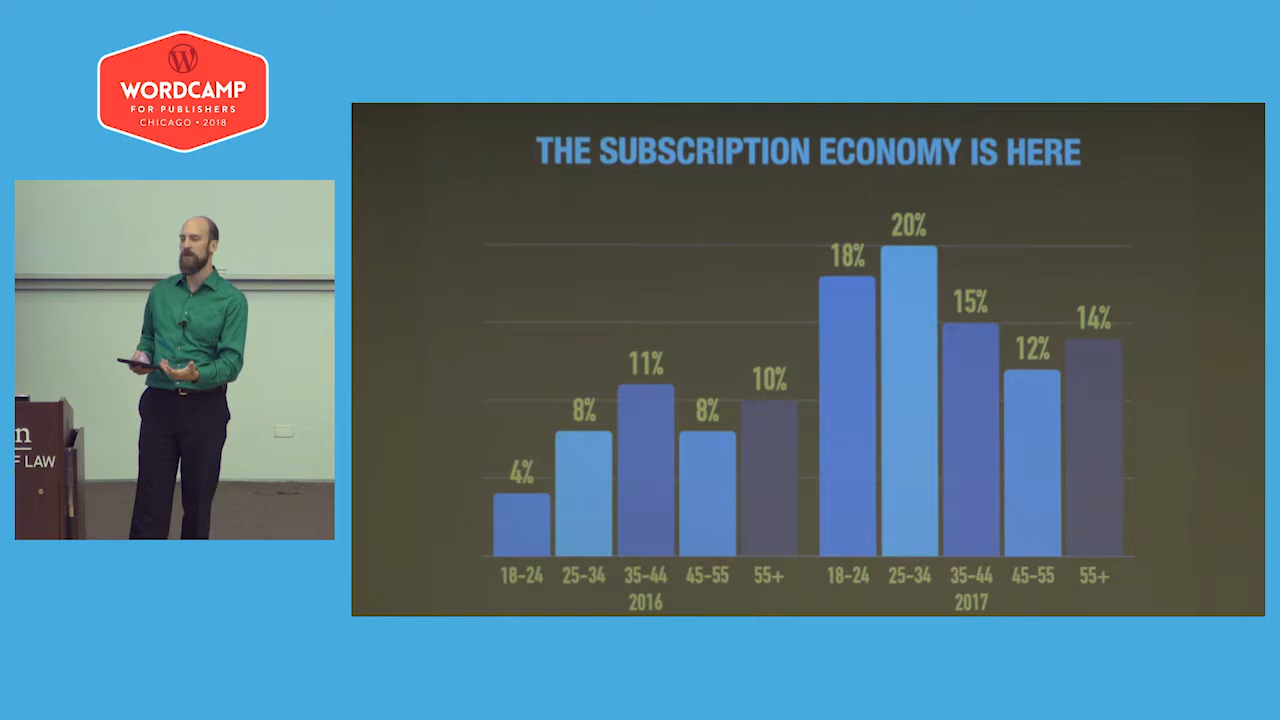 WORDCAMP
FOR PUBLISHERS
CHICAGO • 2018
n
F LAW
THE SUBSCRIPTION ECONOMY IS HERE
4%
8%
11%
8%
10%
18%
20%
15%
12%
14%
18-24 25-34 35-44 45-55 55+ 18-24 25-34 35-44 45-55 55+
2016 2017